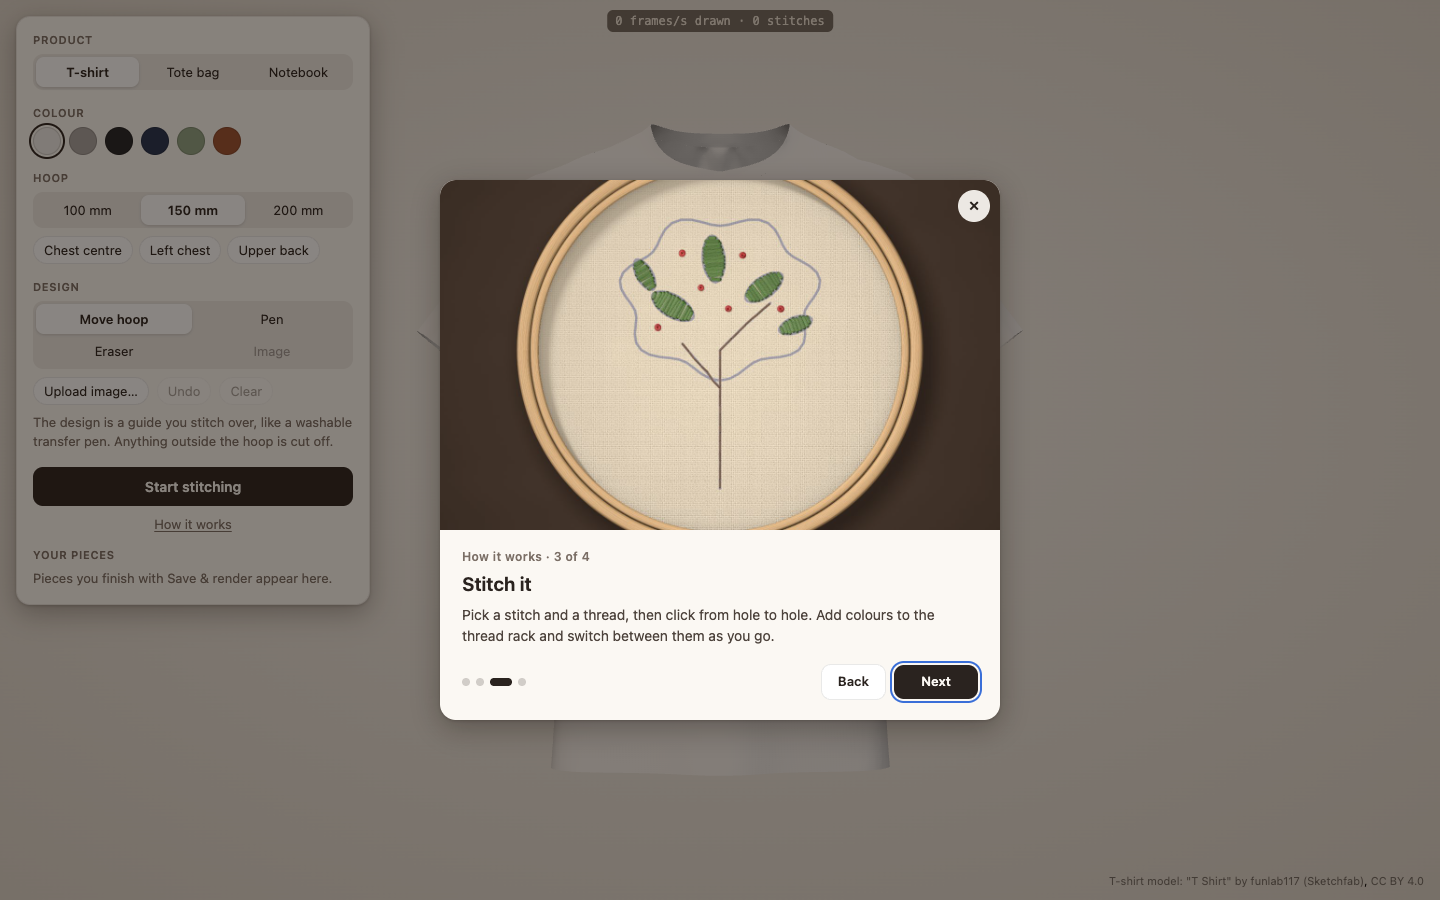 0 frames/s drawn · 0 stitches
PRODUCT
T-shirt Tote bag Notebook
COLOUR
HOOP
100 mm 150 mm 200 mm
Chest centre Left chest Upper back
DESIGN
Move hoop Pen
Eraser Image
Upload image... Undo Clear
The design is a guide you stitch over, like a washable
transfer pen. Anything outside the hoop is cut off.
Start stitching
How it works
YOUR PIECES
Pieces you finish with Save & render appear here.
How it works · 3 of 4
Stitch it
Pick a stitch and a thread, then click from hole to hole. Add colours to the
thread rack and switch between them as you go.
Back Next
T-shirt model: "T Shirt" by funlab117 (Sketchfab), CC BY 4.0